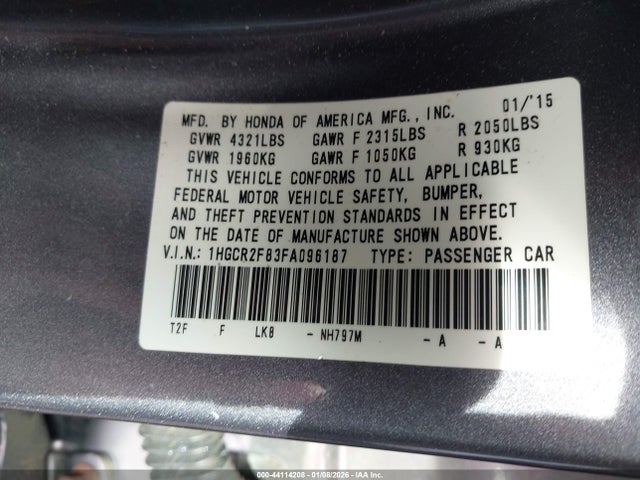 MFD. BY HONDA OF AMERICA MFG., INC. 01/'15
GVWR 4321LBS GAWR F 2315LBS R 2050LBS
GVWR 1960KG GAWR F 1050KG R 930KG
THIS VEHICLE CONFORMS TO ALL APPLICABLE
FEDERAL MOTOR VEHICLE SAFETY, BUMPER,
AND THEFT PREVENTION STANDARDS IN EFFECT
ON THE DATE OF MANUFACTURE SHOWN ABOVE.
V.I.N.: 1HGCR2F83FA096187 TYPE: PASSENGER CAR
T2F F LKB - NH797M - A - A
000-44114208 - 01/08/2026 - IAA Inc.